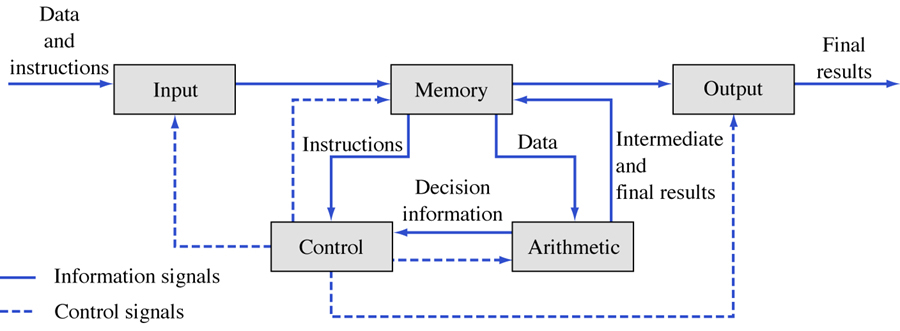 Data
and
instructions
Input
Memory
Output
Final
results
Instructions
Data
Intermediate
and
final results
Decision
information
Control
Arithmetic
Information signals
Control signals